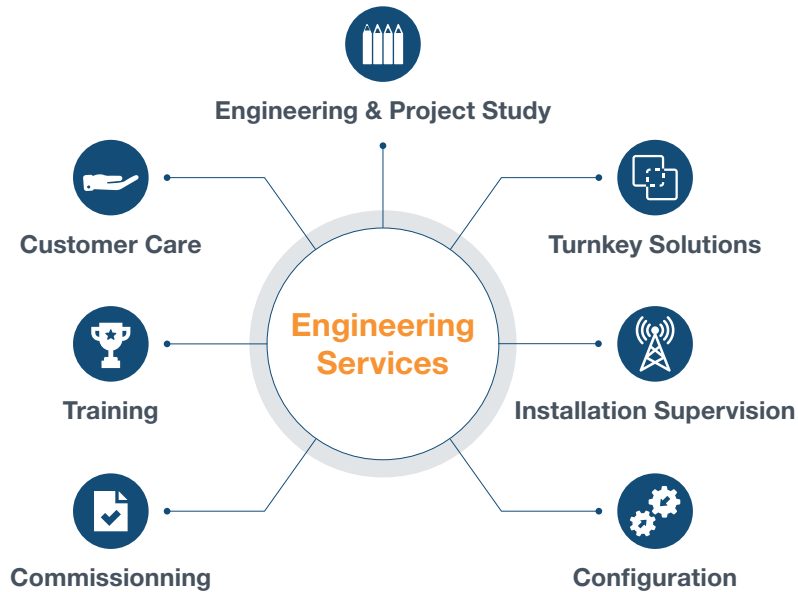 Engineering & Project Study
Customer Care
Turnkey Solutions
Engineering
Services
Training
Installation Supervision
Commissionning
Configuration